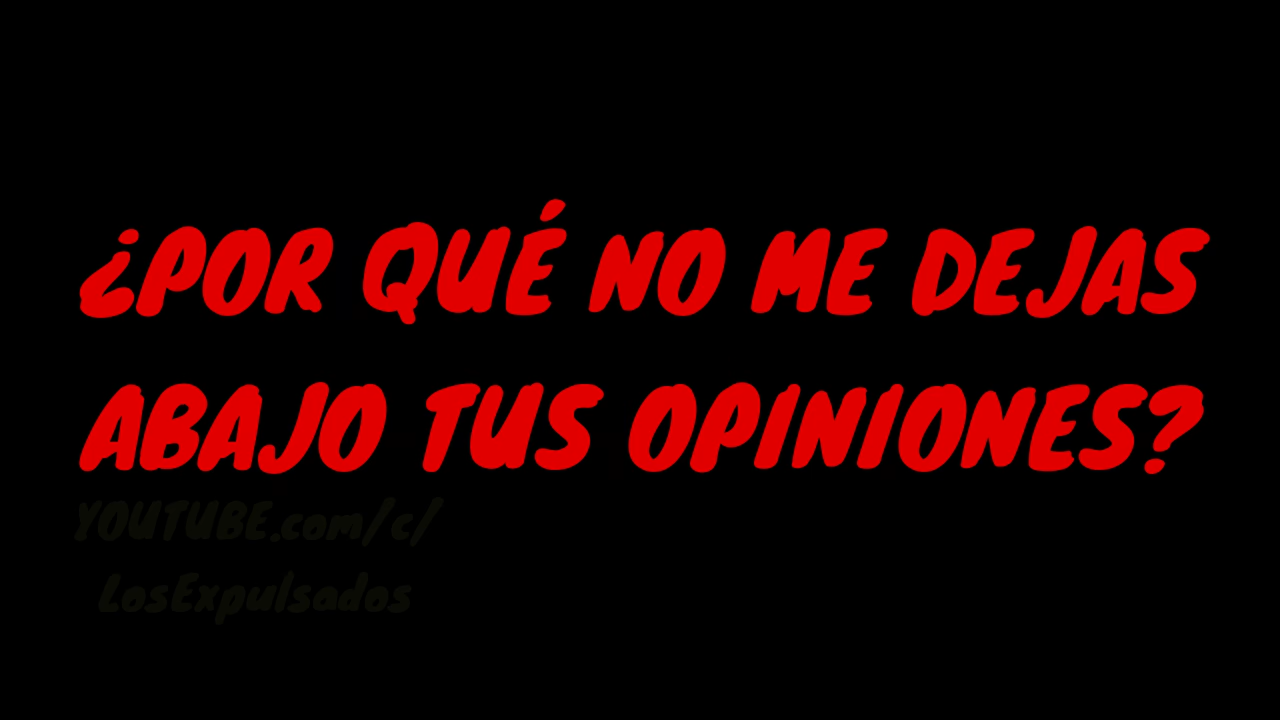 ¿POR QUÉ NO ME DEJAS
ABAJO TUS OPINIONES?
YOUTUBE.com/c/
LosExpulsados